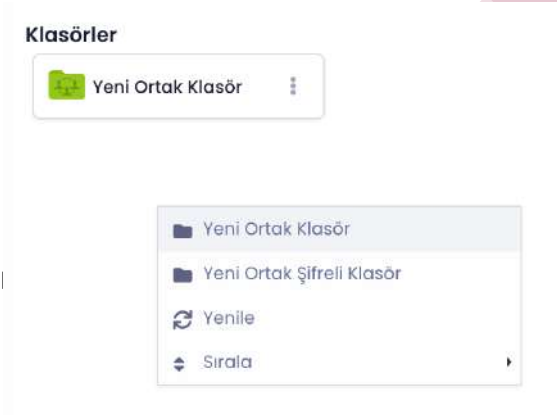 Klasörler
Yeni Ortak Klasör
Yeni Ortak Klasör
Yeni Ortak Şifreli Klasör
Yenile
Sırala